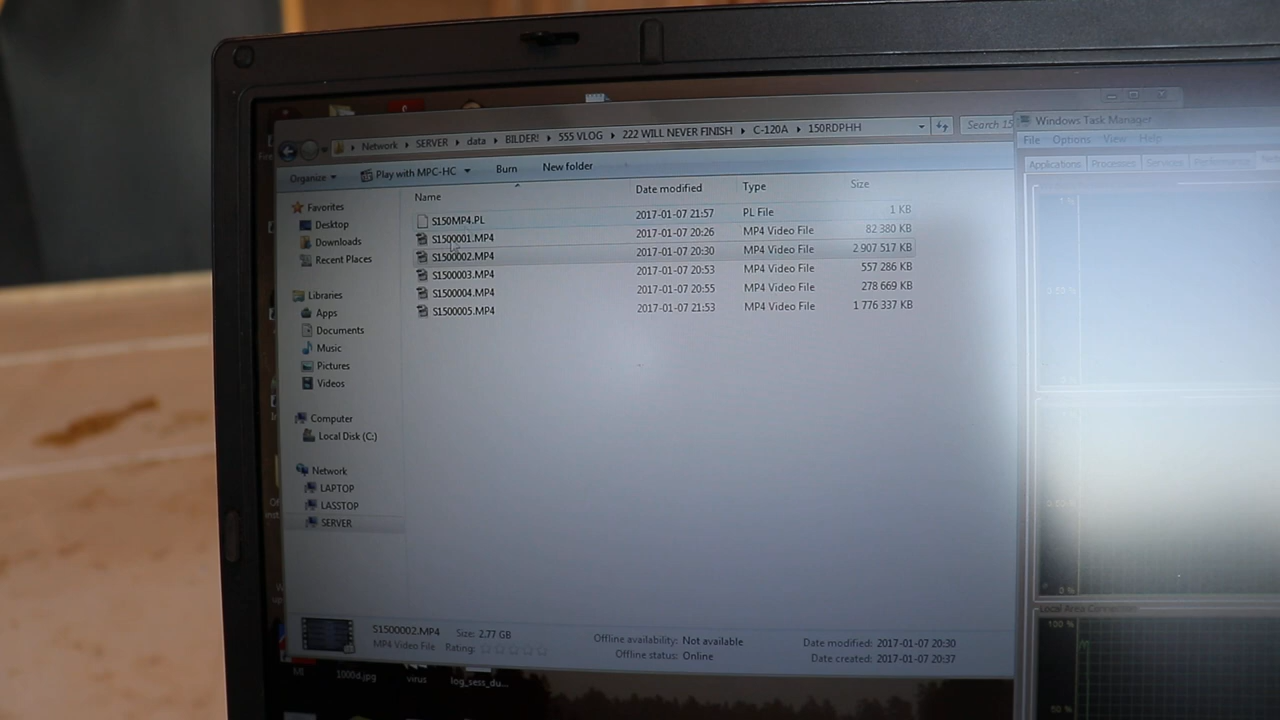 Network SERVER data BILDER! 555 VLOG 222 WILL NEVER FINISH C-120A 150RDPHH Search 15
Organize Play with MPC-HC Burn New folder
Name Date modified Type Size
S150MP4.PL 2017-01-07 21:57 PL File 1 KB
S1500001.MP4 2017-01-07 20:26 MP4 Video File 82 380 KB
S1500002.MP4 2017-01-07 20:30 MP4 Video File 2 907 517 KB
S1500003.MP4 2017-01-07 20:53 MP4 Video File 557 286 KB
S1500004.MP4 2017-01-07 20:55 MP4 Video File 278 669 KB
S1500005.MP4 2017-01-07 21:53 MP4 Video File 1 776 337 KB
Favorites
Desktop
Downloads
Recent Places
Libraries
Apps
Documents
Music
Pictures
Videos
Computer
Local Disk (C:)
Network
LAPTOP
LASSTOP
SERVER
S1500002.MP4 Size: 2,77 GB Offline availability: Not available Date modified: 2017-01-07 20:30
MP4 Video File Rating: Offline status: Online Date created: 2017-01-07 20:37
1000d.jpg virus log_sess_du...
Windows Task Manager
File Options View Help
Applications Processes Services
1 %
0.50 %
0 %
Local Area Connection
100 %
50 %